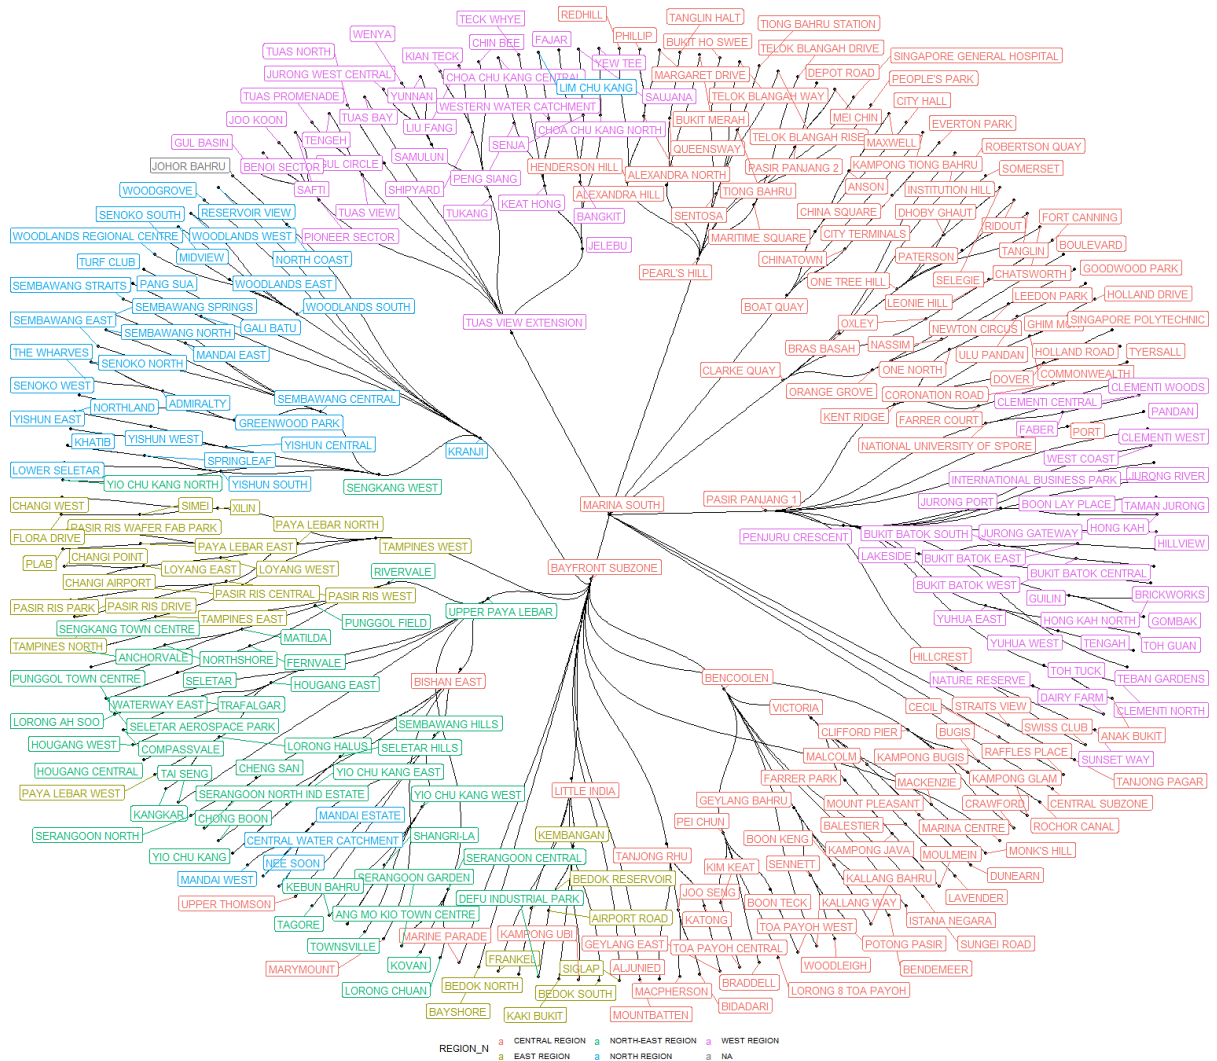 TECK WHYE
REDHILL
TANGLIN HALT
TIONG BAHRU STATION
WENYA
CHIN BEE
FAJAR
PHILLIP
BUKIT HO SWEE
TELOK BLANGAH DRIVE
SINGAPORE GENERAL HOSPITAL
TUAS NORTH
KIAN TECK
YEW TEE
DEPOT ROAD
PEOPLE'S PARK
JURONG WEST CENTRAL
CHOA CHU KANG CENTRAL
LIM CHU KANG
MARGARET DRIVE
TELOK BLANGAH WAY
CITY HALL
TUAS PROMENADE
YUNNAN
WESTERN WATER CATCHMENT
SAUJANA
BUKIT MERAH
MEI CHIN
EVERTON PARK
JOO KOON
TUAS BAY
LIU FANG
CHOA CHU KANG NORTH
TELOK BLANGAH RISE
MAXWELL
ROBERTSON QUAY
GUL BASIN
TENGEH
SENJA
QUEENSWAY
JOHOR BAHRU
BENOI SECTOR
GUL CIRCLE
SAMULUN
HENDERSON HILL
PASIR PANJANG 2
KAMPONG TIONG BAHRU
SOMERSET
WOODGROVE
SAFTI
SHIPYARD
PENG SIANG
ALEXANDRA NORTH
TIONG BAHRU
ANSON
INSTITUTION HILL
SENOKO SOUTH
RESERVOIR VIEW
TUAS VIEW
TUKANG
KEAT HONG
ALEXANDRA HILL
BANGKIT
SENTOSA
CHINA SQUARE
DHOBY GHAUT
RIDOUT
FORT CANNING
WOODLANDS REGIONAL CENTRE
WOODLANDS WEST
PIONEER SECTOR
JELEBU
MARITIME SQUARE
CITY TERMINALS
TANGLIN
BOULEVARD
TURF CLUB
MIDVIEW
NORTH COAST
CHINATOWN
PATERSON
GOODWOOD PARK
SEMBAWANG STRAITS
PANG SUA
WOODLANDS EAST
PEARL'S HILL
ONE TREE HILL
SELEGIE
CHATSWORTH
SEMBAWANG SPRINGS
WOODLANDS SOUTH
BOAT QUAY
LEONIE HILL
LEEDON PARK
HOLLAND DRIVE
SEMBAWANG EAST
SEMBAWANG NORTH
GALI BATU
TUAS VIEW EXTENSION
OXLEY
NEWTON CIRCUS
SINGAPORE POLYTECHNIC
THE WHARVES
MANDAI EAST
BRAS BASAH
NASSIM
ULU PANDAN
HOLLAND ROAD
TYERSALL
SENOKO NORTH
CLARKE QUAY
ONE NORTH
DOVER
COMMONWEALTH
SENOKO WEST
ORANGE GROVE
CORONATION ROAD
CLEMENTI WOODS
NORTHLAND
ADMIRALTY
SEMBAWANG CENTRAL
KENT RIDGE
FARRER COURT
CLEMENTI CENTRAL
PANDAN
YISHUN EAST
GREENWOOD PARK
FABER
PORT
KHATIB
YISHUN WEST
YISHUN CENTRAL
KRANJI
NATIONAL UNIVERSITY OF S'PORE
CLEMENTI WEST
LOWER SELETAR
SPRINGLEAF
WEST COAST
YIO CHU KANG NORTH
YISHUN SOUTH
SENGKANG WEST
INTERNATIONAL BUSINESS PARK
JURONG RIVER
CHANGI WEST
SIMEI
XILIN
MARINA SOUTH
PASIR PANJANG 1
JURONG PORT
BOON LAY PLACE
TAMAN JURONG
PASIR RIS WAFER FAB PARK
PAYA LEBAR NORTH
FLORA DRIVE
PENJURU CRESCENT
BUKIT BATOK SOUTH
JURONG GATEWAY
HONG KAH
PAYA LEBAR EAST
TAMPINES WEST
HILLVIEW
PLAB
CHANGI POINT
LAKESIDE
BUKIT BATOK EAST
LOYANG EAST
LOYANG WEST
RIVERVALE
BAYFRONT SUBZONE
BUKIT BATOK CENTRAL
CHANGI AIRPORT
PASIR RIS CENTRAL
PASIR RIS WEST
BUKIT BATOK WEST
BRICKWORKS
PASIR RIS PARK
PASIR RIS DRIVE
UPPER PAYA LEBAR
GUILIN
TAMPINES EAST
PUNGGOL FIELD
YUHUA EAST
HONG KAH NORTH
GOMBAK
SENGKANG TOWN CENTRE
MATILDA
TAMPINES NORTH
YUHUA WEST
TENGAH
TOH GUAN
ANCHORVALE
NORTHSHORE
FERNVALE
HILLCREST
TOH TUCK
PUNGGOL TOWN CENTRE
SELETAR
HOUGANG EAST
BISHAN EAST
BENCOOLEN
NATURE RESERVE
TEBAN GARDENS
WATERWAY EAST
TRAFALGAR
VICTORIA
CECIL
STRAITS VIEW
DAIRY FARM
CLEMENTI NORTH
LORONG AH SOO
SELETAR AEROSPACE PARK
SEMBAWANG HILLS
CLIFFORD PIER
BUGIS
SWISS CLUB
ANAK BUKIT
HOUGANG WEST
COMPASSVALE
LORONG HALUS
SELETAR HILLS
MALCOLM
KAMPONG BUGIS
RAFFLES PLACE
SUNSET WAY
HOUGANG CENTRAL
TAI SENG
CHENG SAN
YIO CHU KANG EAST
FARRER PARK
MACKENZIE
KAMPONG GLAM
TANJONG PAGAR
PAYA LEBAR WEST
SERANGOON NORTH IND ESTATE
YIO CHU KANG WEST
LITTLE INDIA
GEYLANG BAHRU
MOUNT PLEASANT
CRAWFORD
CENTRAL SUBZONE
KANGKAR
CHONG BOON
MANDAI ESTATE
PEI CHUN
BALESTIER
MARINA CENTRE
ROCHOR CANAL
SERANGOON NORTH
SHANGRI-LA
KEMBANGAN
BOON KENG
KAMPONG JAVA
YIO CHU KANG
CENTRAL WATER CATCHMENT
SERANGOON CENTRAL
TANJONG RHU
SENNETT
MOULMEIN
MONK'S HILL
MANDAI WEST
NEE SOON
SERANGOON GARDEN
BEDOK RESERVOIR
KIM KEAT
KALLANG BAHRU
DUNEARN
UPPER THOMSON
KEBUN BAHRU
DEFU INDUSTRIAL PARK
JOO SENG
BOON TECK
KALLANG WAY
LAVENDER
TAGORE
ANG MO KIO TOWN CENTRE
AIRPORT ROAD
KATONG
TOA PAYOH WEST
ISTANA NEGARA
TOWNSVILLE
MARINE PARADE
KAMPONG UBI
GEYLANG EAST
TOA PAYOH CENTRAL
POTONG PASIR
SUNGEI ROAD
MARYMOUNT
KOVAN
FRANKEL
SIGLAP
ALJUNIED
WOODLEIGH
BENDEMEER
LORONG CHUAN
BEDOK NORTH
BEDOK SOUTH
MACPHERSON
BRADDELL
LORONG 8 TOA PAYOH
BAYSHORE
KAKI BUKIT
MOUNTBATTEN
BIDADARI
REGION_N
a CENTRAL REGION a NORTH-EAST REGION a WEST REGION
a EAST REGION a NORTH REGION a NA